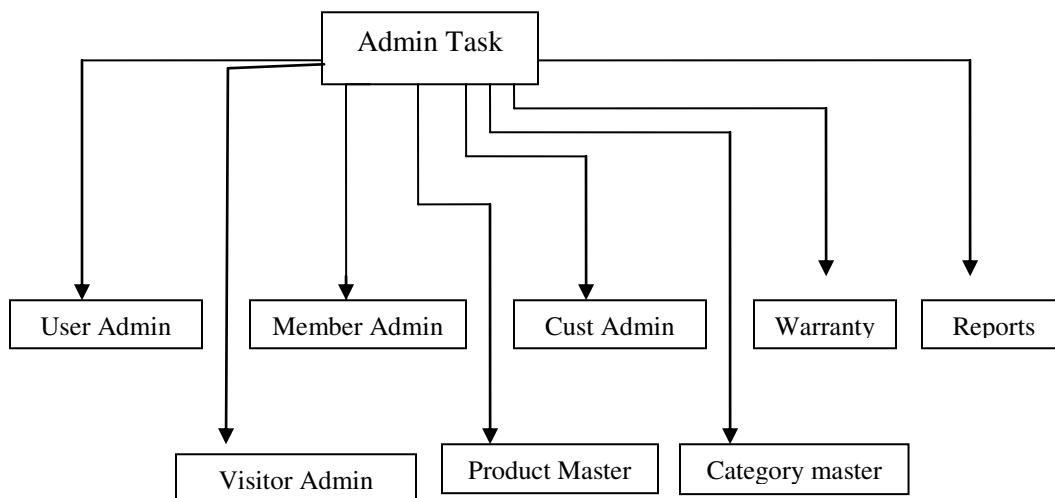 Admin Task
User Admin
Member Admin
Cust Admin
Warranty
Reports
Visitor Admin
Product Master
Category master